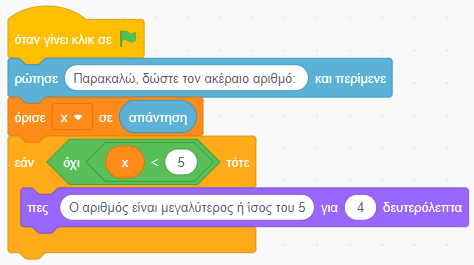 όταν γίνει κλικ σε
ρώτησε Παρακαλώ, δώστε τον ακέραιο αριθμό: και περίμενε
όρισε x σε απάντηση
εάν όχι x < 5 τότε
πες Ο αριθμός είναι μεγαλύτερος ή ίσος του 5 για 4 δευτερόλεπτα